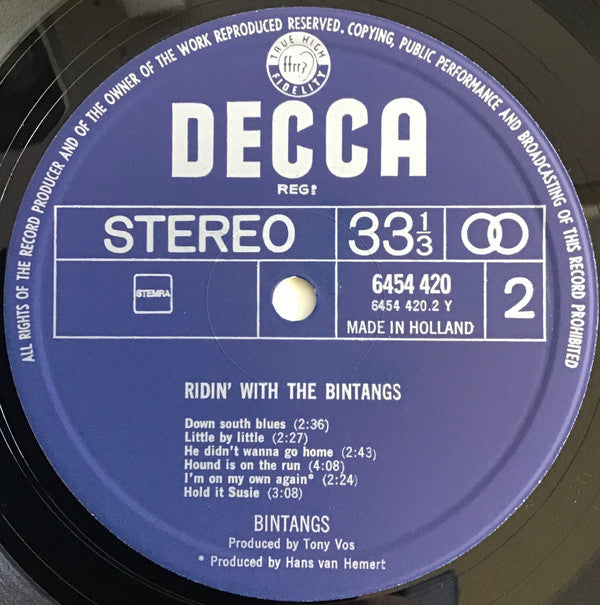 ALL RIGHTS OF THE RECORD PRODUCER AND OF THE OWNER OF THE WORK REPRODUCED RESERVED. COPYING, PUBLIC PERFORMANCE AND BROADCASTING OF THIS RECORD PROHIBITED
TRUE HIGH
ffrr
FIDELITY
DECCA
REGD
STEREO 33 1/3
STEMRA
6454 420
6454 420.2 Y
MADE IN HOLLAND
2
RIDIN' WITH THE BINTANGS
Down south blues (2:36)
Little by little (2:27)
He didn't wanna go home (2:43)
Hound is on the run (4:08)
I'm on my own again* (2:24)
Hold it Susie (3:08)
BINTANGS
Produced by Tony Vos
* Produced by Hans van Hemert